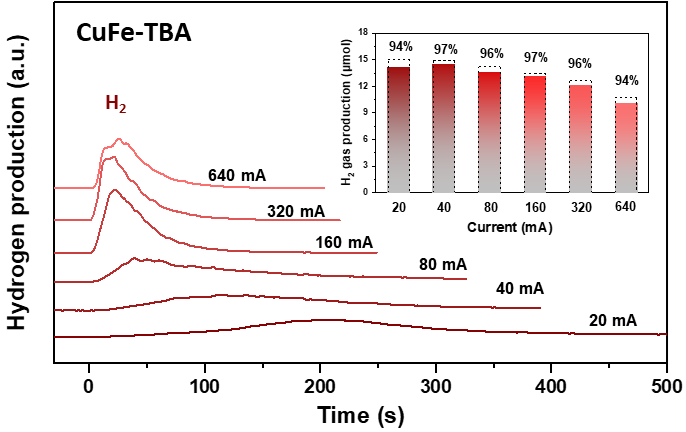 CuFe-TBA
H₂
640 mA
320 mA
160 mA
80 mA
40 mA
20 mA
Hydrogen production (a.u.)
0 100 200 300 400 500
Time (s)
18
15
12
9
6
3
0
H₂ gas production (μmol)
94% 97% 96% 97% 96% 94%
20 40 80 160 320 640
Current (mA)